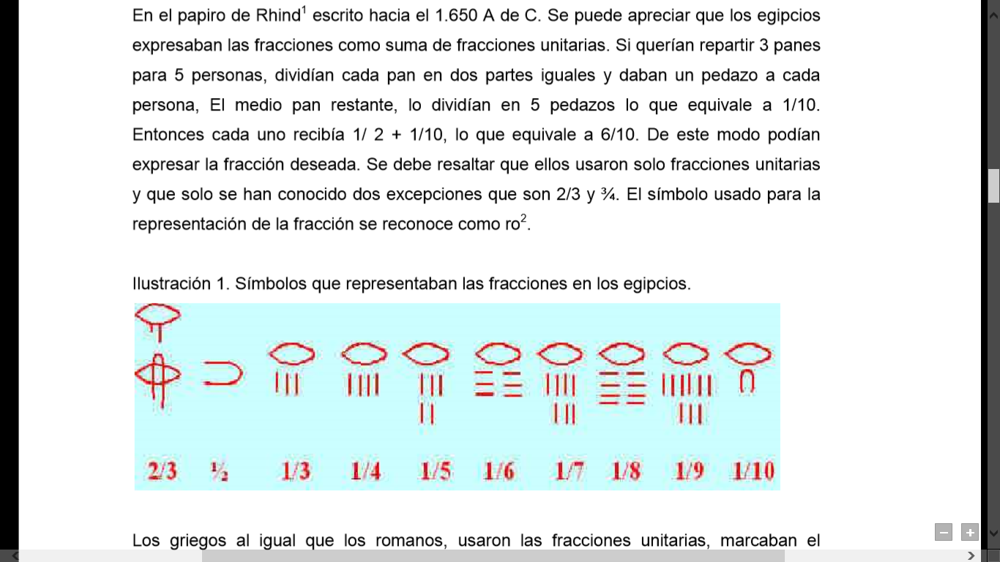 En el papiro de Rhind¹ escrito hacia el 1.650 A de C. Se puede apreciar que los egipcios
expresaban las fracciones como suma de fracciones unitarias. Si querían repartir 3 panes
para 5 personas, dividían cada pan en dos partes iguales y daban un pedazo a cada
persona, El medio pan restante, lo dividían en 5 pedazos lo que equivale a 1/10.
Entonces cada uno recibía 1/ 2 + 1/10, lo que equivale a 6/10. De este modo podían
expresar la fracción deseada. Se debe resaltar que ellos usaron solo fracciones unitarias
y que solo se han conocido dos excepciones que son 2/3 y ¾. El símbolo usado para la
representación de la fracción se reconoce como ro².
Ilustración 1. Símbolos que representaban las fracciones en los egipcios.
2/3 ½ 1/3 1/4 1/5 1/6 1/7 1/8 1/9 1/10
Los griegos al igual que los romanos, usaron las fracciones unitarias, marcaban el